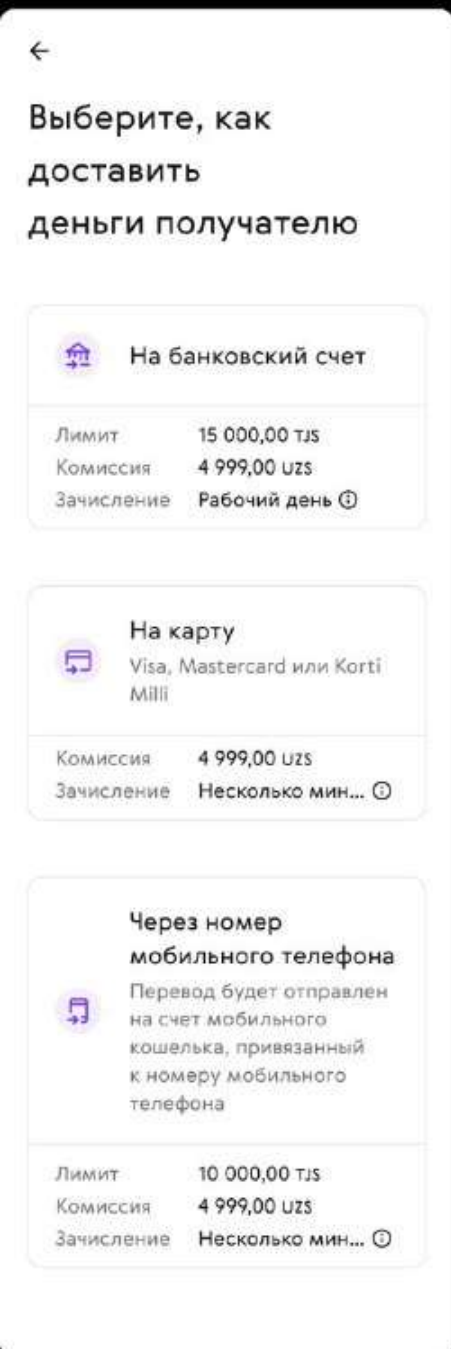 Выберите, как
доставить
деньги получателю
На банковский счет
Лимит 15 000,00 TJS
Комиссия 4 999,00 UZS
Зачисление Рабочий день
На карту
Visa, Mastercard или Korti
Milli
Комиссия 4 999,00 UZS
Зачисление Несколько мин...
Через номер
мобильного телефона
Перевод будет отправлен
на счет мобильного
кошелька, привязанный
к номеру мобильного
телефона
Лимит 10 000,00 TJS
Комиссия 4 999,00 UZS
Зачисление Несколько мин...